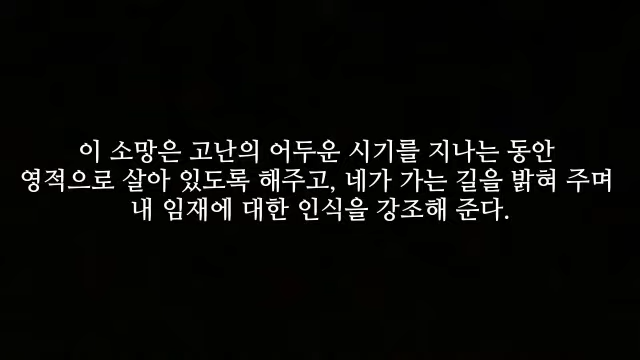 이 소망은 고난의 어두운 시기를 지나는 동안
영적으로 살아 있도록 해주고, 네가 가는 길을 밝혀 주며
내 임재에 대한 인식을 강조해 준다.